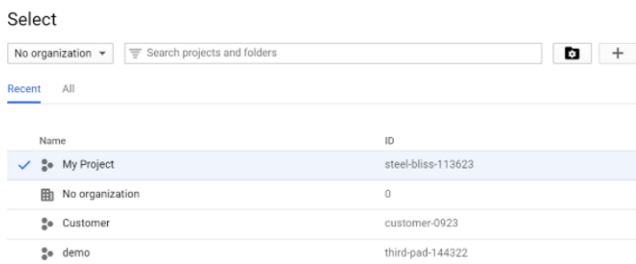 Select
No organization Search projects and folders
Recent All
Name ID
My Project steel-bliss-113623
No organization 0
Customer customer-0923
demo third-pad-144322